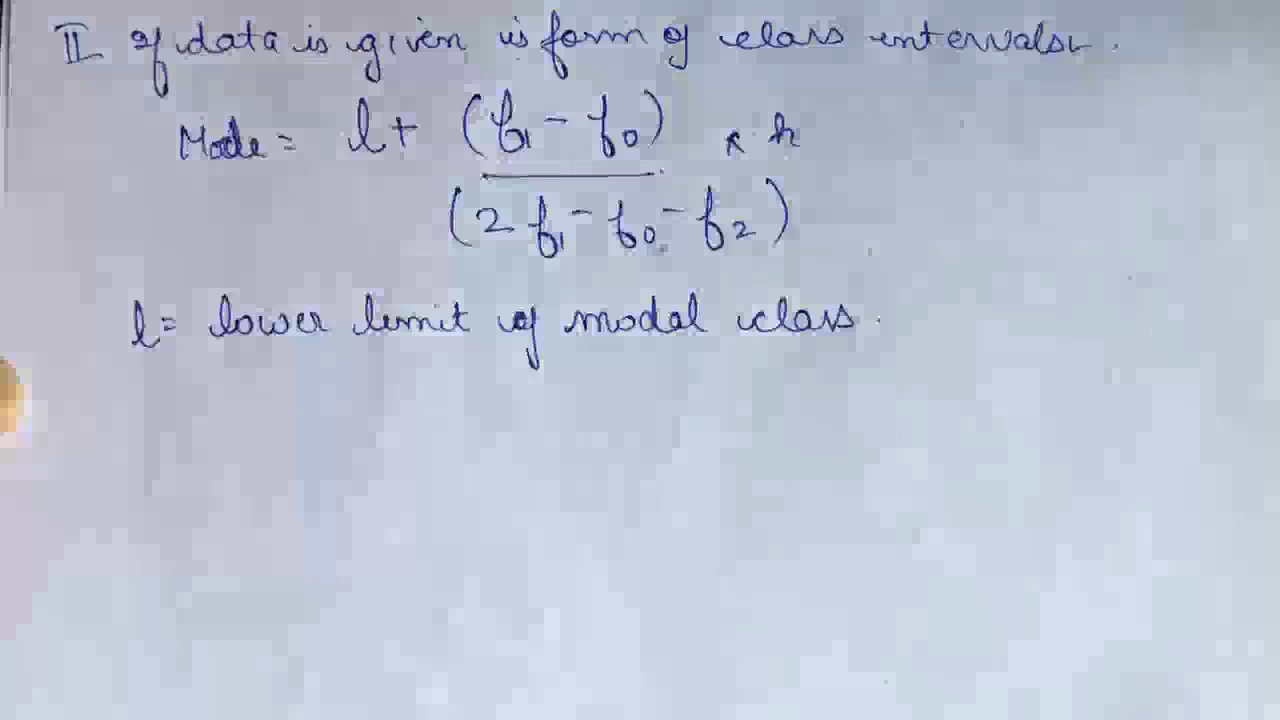 II If data is given is form of class intervals.
Mode = l + (f₁ - f₀) × h
(2 f₁ - f₀ - f₂)
l = lower limit of modal class.